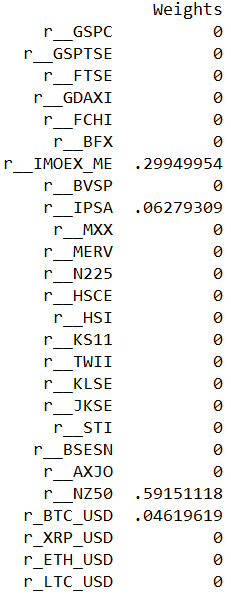 Weights
r__GSPC 0
r__GSPTSE 0
r__FTSE 0
r__GDAXI 0
r__FCHI 0
r__BFX 0
r__IMOEX_ME .29949954
r__BVSP 0
r__IPSA .06279309
r__MXX 0
r__MERV 0
r__N225 0
r__HSCE 0
r__HSI 0
r__KS11 0
r__TWII 0
r__KLSE 0
r__JKSE 0
r__STI 0
r__BSESN 0
r__AXJO 0
r__NZ50 .59151118
r_BTC_USD .04619619
r_XRP_USD 0
r_ETH_USD 0
r_LTC_USD 0